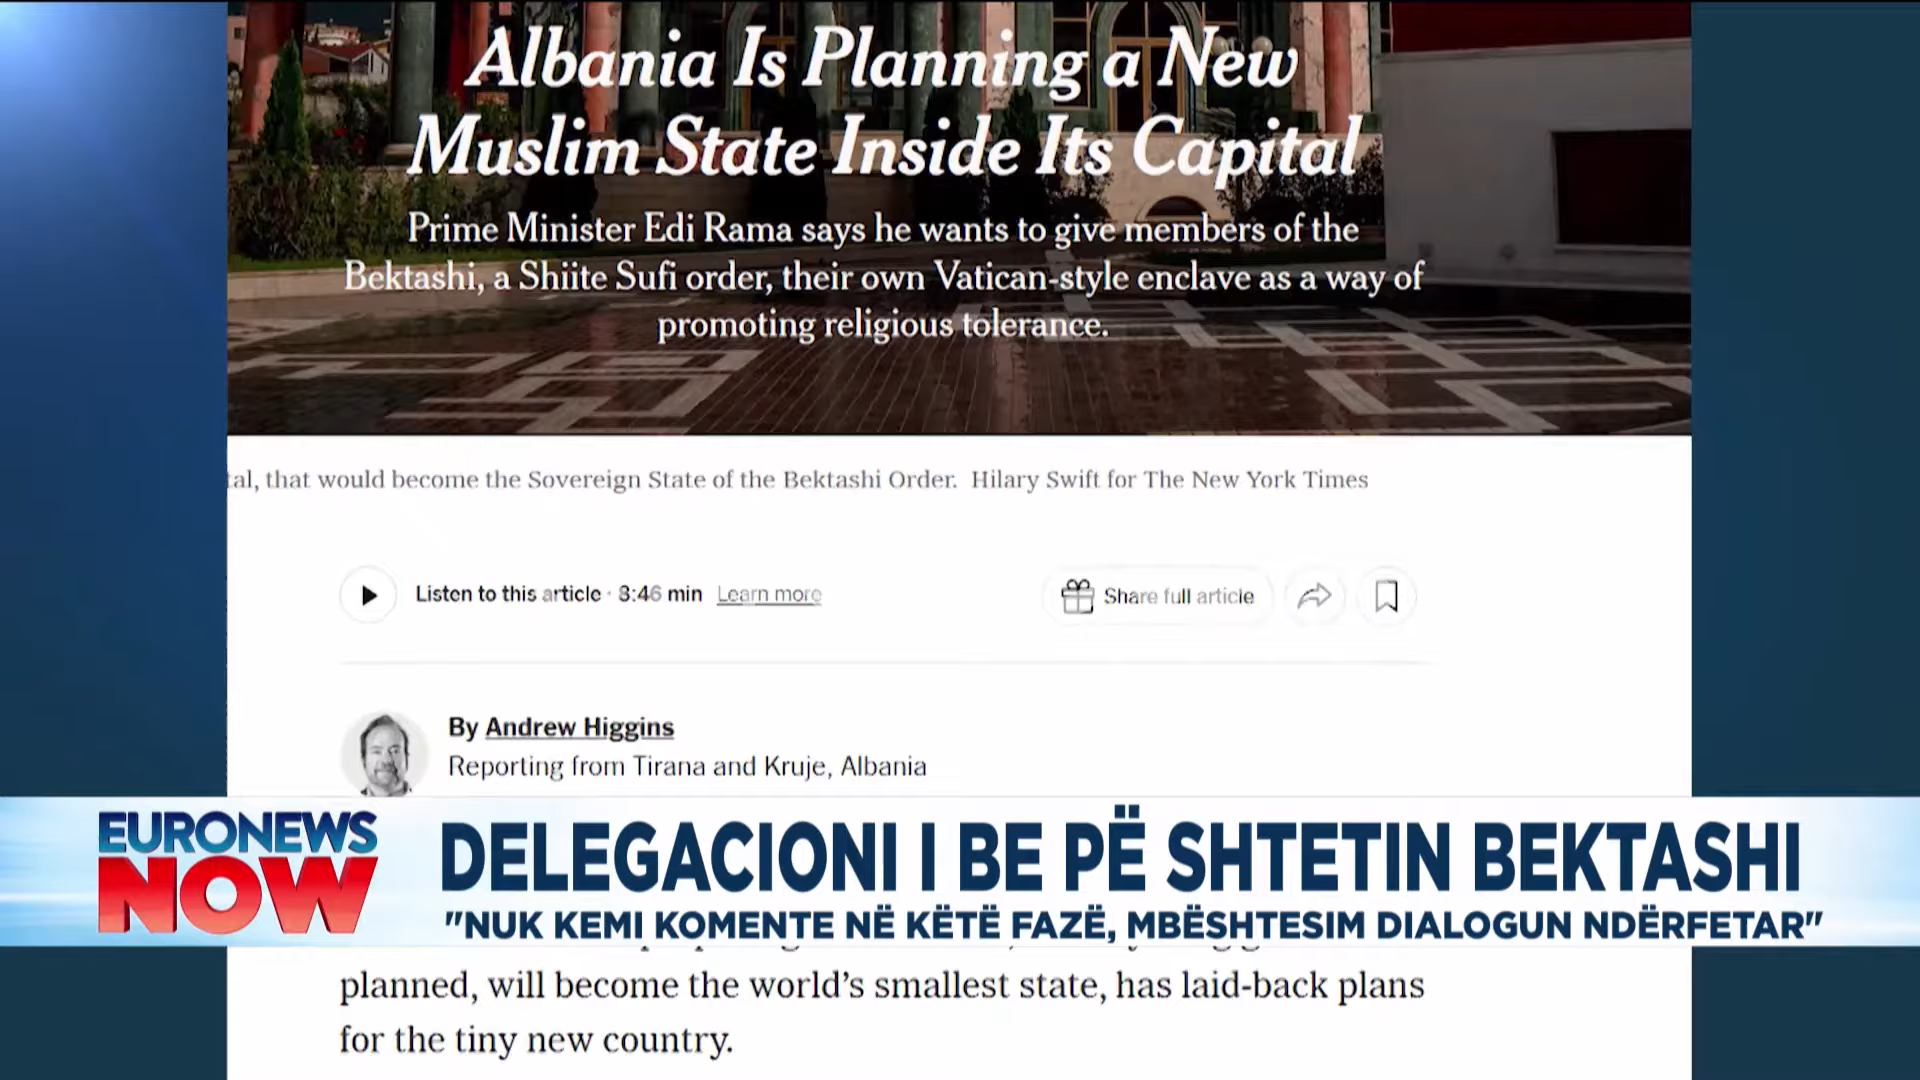 Albania Is Planning a New
Muslim State Inside Its Capital
Prime Minister Edi Rama says he wants to give members of the
Bektashi, a Shiite Sufi order, their own Vatican-style enclave as a way of
promoting religious tolerance.
that would become the Sovereign State of the Bektashi Order. Hilary Swift for The New York Times
Listen to this article · 8:46 min Learn more
Share full article
By Andrew Higgins
Reporting from Tirana and Kruje, Albania
EURONEWS
NOW
DELEGACIONI I BE PË SHTETIN BEKTASHI
"NUK KEMI KOMENTE NË KËTË FAZË, MBËSHTESIM DIALOGUN NDËRFETAR"
planned, will become the world's smallest state, has laid-back plans
for the tiny new country.